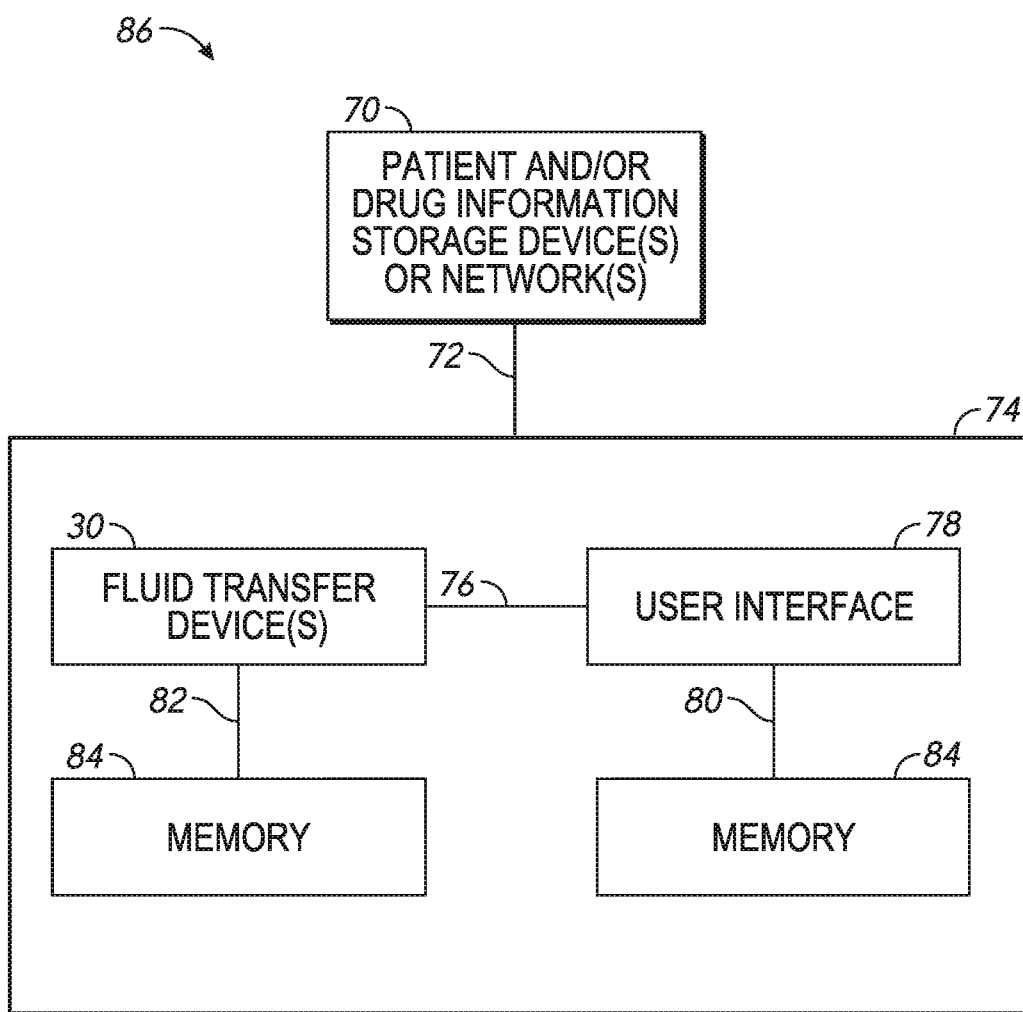 86
70
PATIENT AND/OR
DRUG INFORMATION
STORAGE DEVICE(S)
OR NETWORK(S)
72
74
30
FLUID TRANSFER
DEVICE(S)
76
78
USER INTERFACE
82
80
84
MEMORY
84
MEMORY